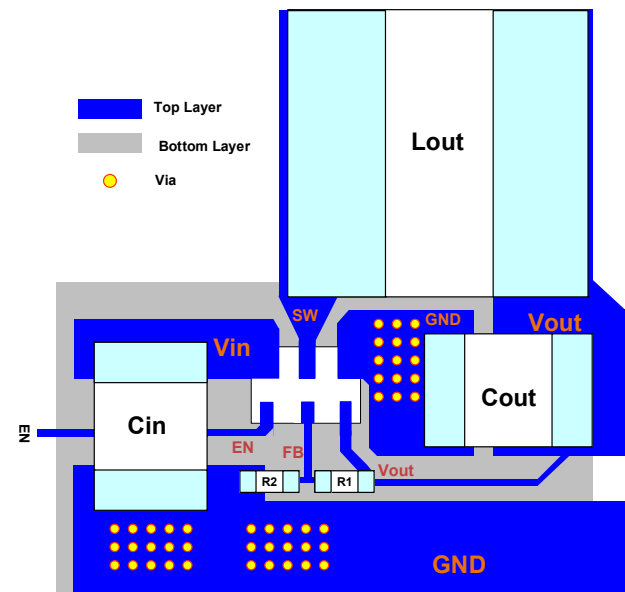 Lout
Top Layer
Bottom Layer
Via
SW
GND
Vout
Vin
Cout
Cin
EN
EN
FB
Vout
R2
R1
GND